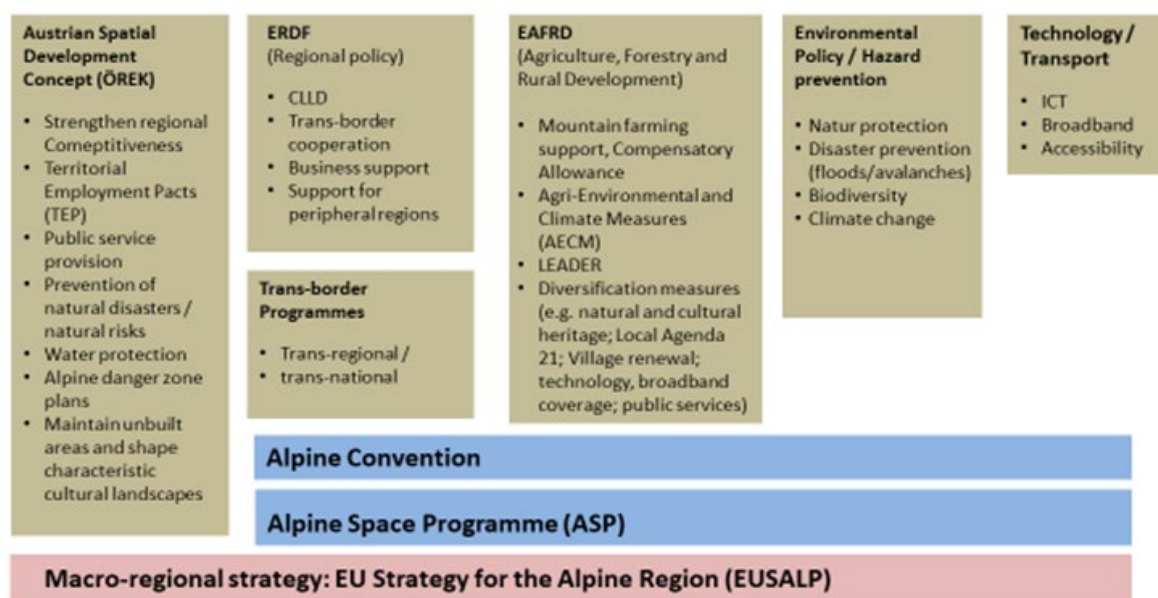 Austrian Spatial
Development
Concept (ÖREK)
• Strengthen regional
Comeptitiveness
• Territorial
Employment Pacts
(TEP)
• Public service
provision
• Prevention of
natural disasters /
natural risks
• Water protection
• Alpine danger zone
plans
• Maintain unbuilt
areas and shape
characteristic
cultural landscapes
ERDF
(Regional policy)
• CLLD
• Trans-border
cooperation
• Business support
• Support for
peripheral regions
Trans-border
Programmes
• Trans-regional /
• trans-national
EAFRD
(Agriculture, Forestry and
Rural Development)
• Mountain farming
support, Compensatory
Allowance
• Agri-Environmental and
Climate Measures
(AECM)
• LEADER
• Diversification measures
(e.g. natural and cultural
heritage; Local Agenda
21; Village renewal;
technology, broadband
coverage; public services)
Environmental
Policy / Hazard
prevention
• Natur protection
• Disaster prevention
(floods/avalanches)
• Biodiversity
• Climate change
Technology /
Transport
• ICT
• Broadband
• Accessibility
Alpine Convention
Alpine Space Programme (ASP)
Macro-regional strategy: EU Strategy for the Alpine Region (EUSALP)